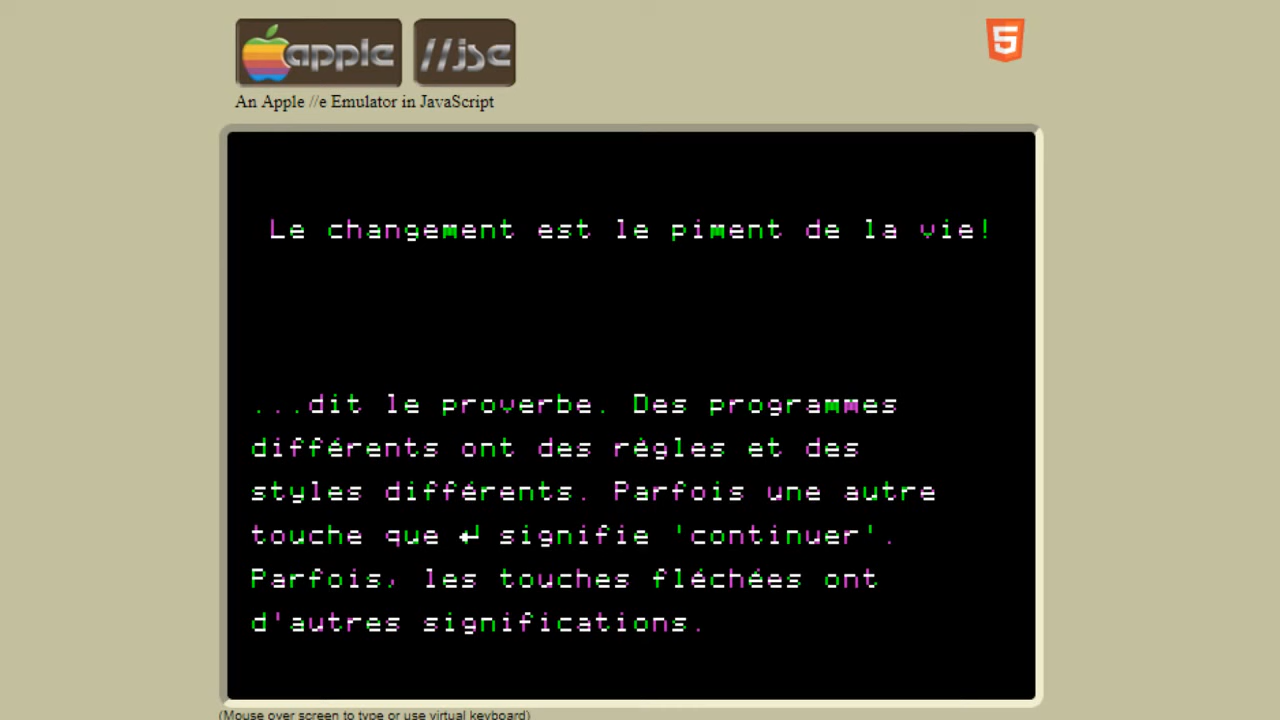 apple //jse
An Apple //e Emulator in JavaScript
5
Le changement est le piment de la vie!
...dit le proverbe. Des programmes
différents ont des règles et des
styles différents. Parfois une autre
touche que ↵ signifie 'continuer'.
Parfois, les touches fléchées ont
d'autres significations.
(Mouse over screen to type or use virtual keyboard)